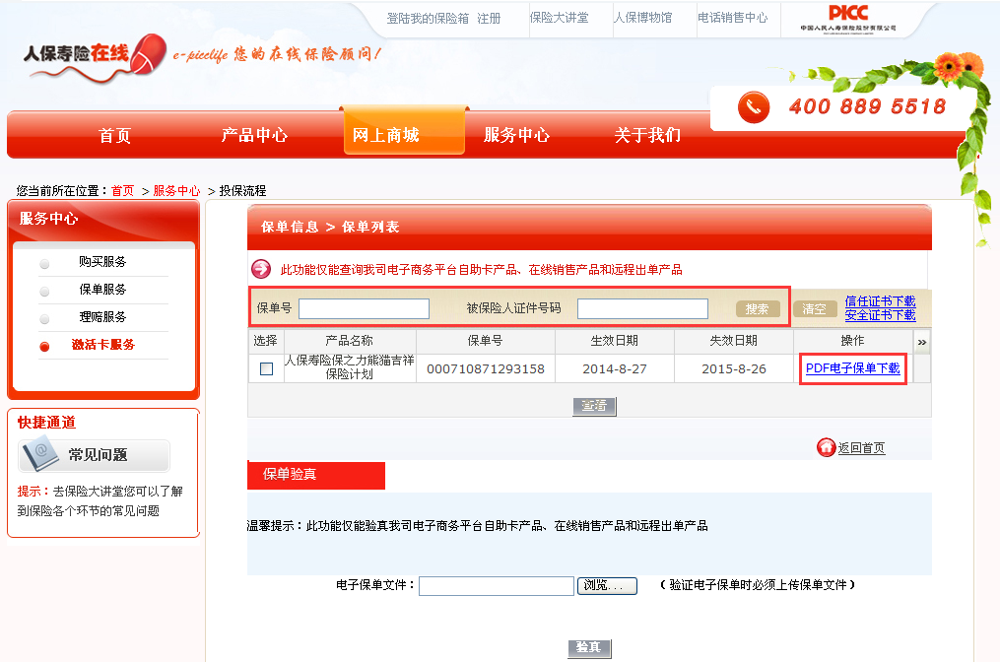 登陆我的保险箱 注册 保险大讲堂 人保博物馆 电话销售中心
PICC
中国人民人寿保险股份有限公司
人保寿险在线
e-picclife 您的在线保险顾问!
400 889 5518
首页 产品中心 网上商城 服务中心 关于我们
您当前所在位置：首页 > 服务中心 > 投保流程
服务中心
购买服务
保单服务
理赔服务
激活卡服务
快捷通道
常见问题
提示：去保险大讲堂您可以了解
到保险各个环节的常见问题
保单信息 > 保单列表
此功能仅能查询我司电子商务平台自助卡产品、在线销售产品和远程出单产品
保单号 被保险人证件号码 搜索 清空
信任证书下载
安全证书下载
选择 产品名称 保单号 生效日期 失效日期 操作 »
人保寿险保之力能猫吉祥
保险计划
000710871293158 2014-8-27 2015-8-26 PDF电子保单下载
返回首页
保单验真
温馨提示：此功能仅能验真我司电子商务平台自助卡产品、在线销售产品和远程出单产品
电子保单文件： 浏览... （验证电子保单时必须上传保单文件）
验真